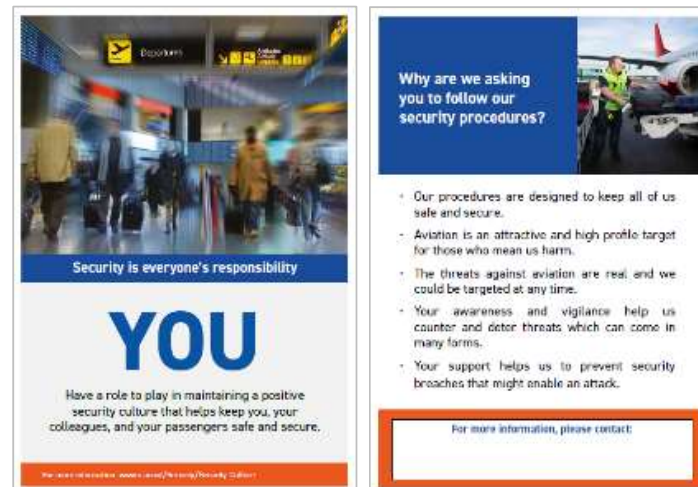 Departures
Security is everyone's responsibility
YOU
Have a role to play in maintaining a positive
security culture that helps keep you, your
colleagues, and your passengers safe and secure.
For more information:
Why are we asking
you to follow our
security procedures?
· Our procedures are designed to keep all of us
safe and secure.
· Aviation is an attractive and high profile target
for those who mean us harm.
· The threats against aviation are real and we
could be targeted at any time.
· Your awareness and vigilance help us
counter and deter threats which can come in
many forms.
· Your support helps us to prevent security
breaches that might enable an attack.
For more information, please contact: